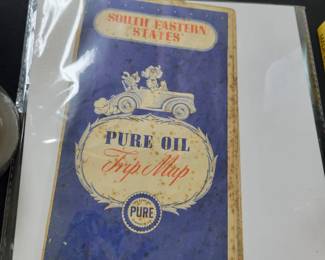 SOUTH EASTERN
STATES
PURE OIL
Trip Map
PURE